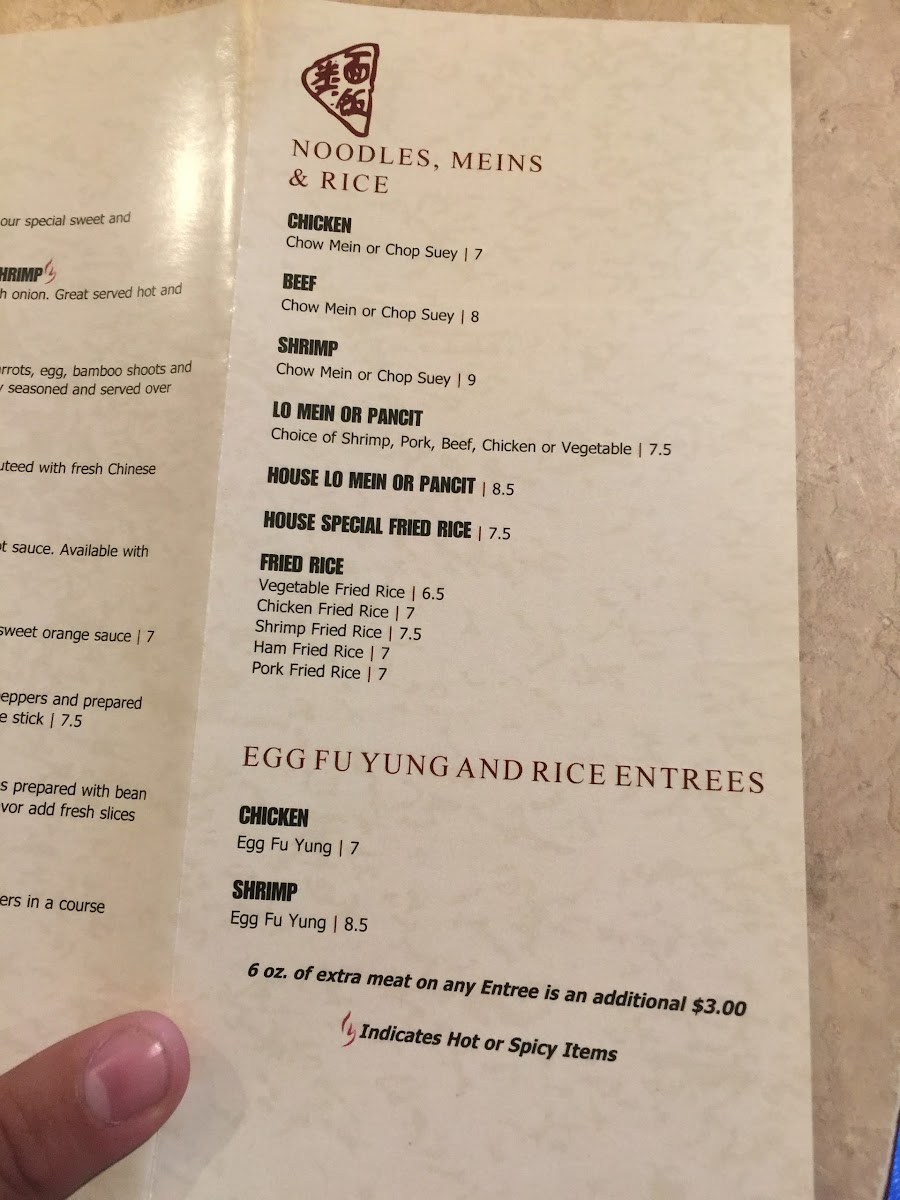 our special sweet and
HRIMP
h onion. Great served hot and
rrots, egg, bamboo shoots and
y seasoned and served over
uteed with fresh Chinese
ot sauce. Available with
sweet orange sauce | 7
eppers and prepared
e stick | 7.5
s prepared with bean
vor add fresh slices
ers in a course
NOODLES, MEINS
& RICE
CHICKEN
Chow Mein or Chop Suey | 7
BEEF
Chow Mein or Chop Suey | 8
SHRIMP
Chow Mein or Chop Suey | 9
LO MEIN OR PANCIT
Choice of Shrimp, Pork, Beef, Chicken or Vegetable | 7.5
HOUSE LO MEIN OR PANCIT | 8.5
HOUSE SPECIAL FRIED RICE | 7.5
FRIED RICE
Vegetable Fried Rice | 6.5
Chicken Fried Rice | 7
Shrimp Fried Rice | 7.5
Ham Fried Rice | 7
Pork Fried Rice | 7
EGG FU YUNG AND RICE ENTREES
CHICKEN
Egg Fu Yung | 7
SHRIMP
Egg Fu Yung | 8.5
6 oz. of extra meat on any Entree is an additional $3.00
Indicates Hot or Spicy Items